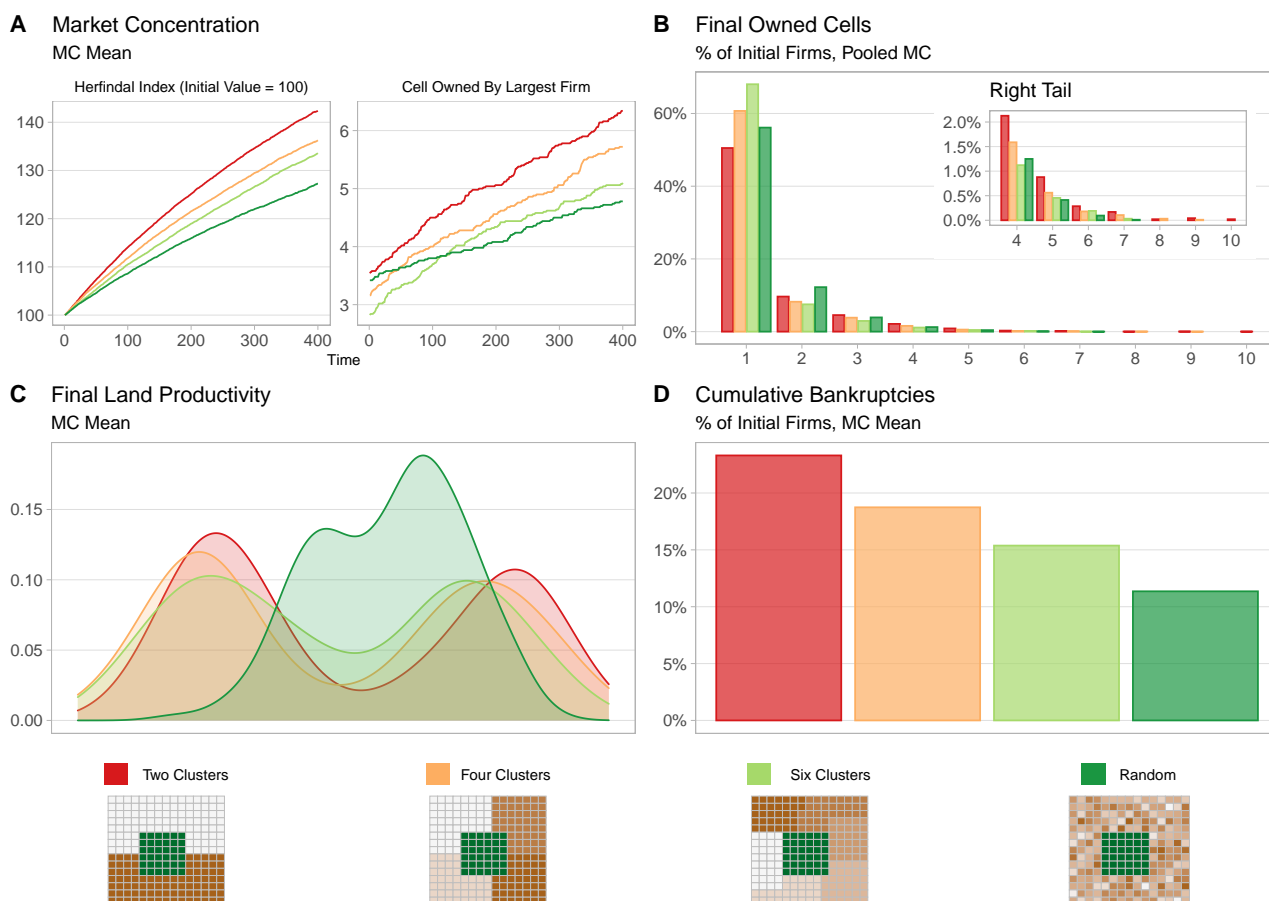 A Market Concentration
MC Mean
Herfindal Index (Initial Value = 100)
Cell Owned By Largest Firm
140
130
120
110
100
0 100 200 300 400
6
5
4
3
0 100 200 300 400
Time
B Final Owned Cells
% of Initial Firms, Pooled MC
60%
40%
20%
0%
1 2 3 4 5 6 7 8 9 10
Right Tail
2.0%
1.5%
1.0%
0.5%
0.0%
4 5 6 7 8 9 10
C Final Land Productivity
MC Mean
0.15
0.10
0.05
0.00
D Cumulative Bankruptcies
% of Initial Firms, MC Mean
20%
15%
10%
5%
0%
Two Clusters
Four Clusters
Six Clusters
Random